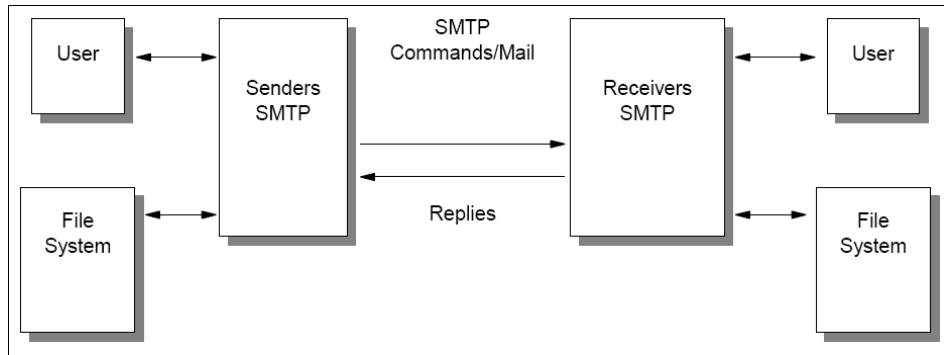 User
Senders
SMTP
SMTP
Commands/Mail
Receivers
SMTP
User
File
System
Replies
File
System